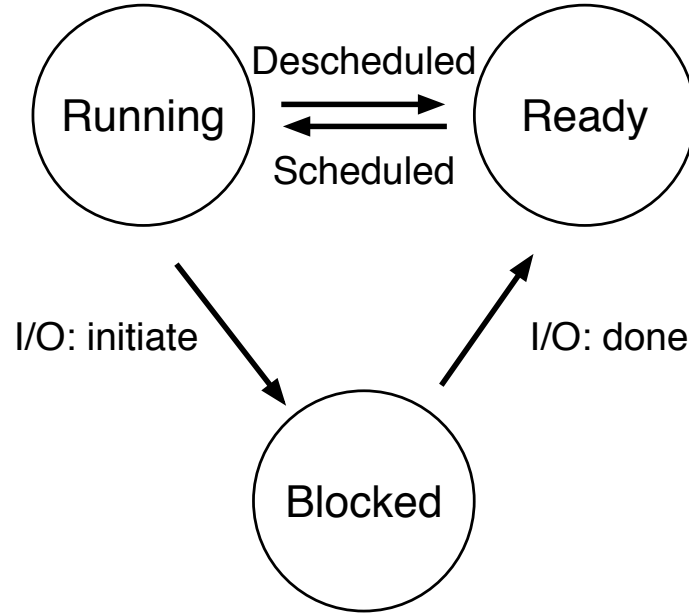 Descheduled
Running
Ready
Scheduled
I/O: initiate
I/O: done
Blocked